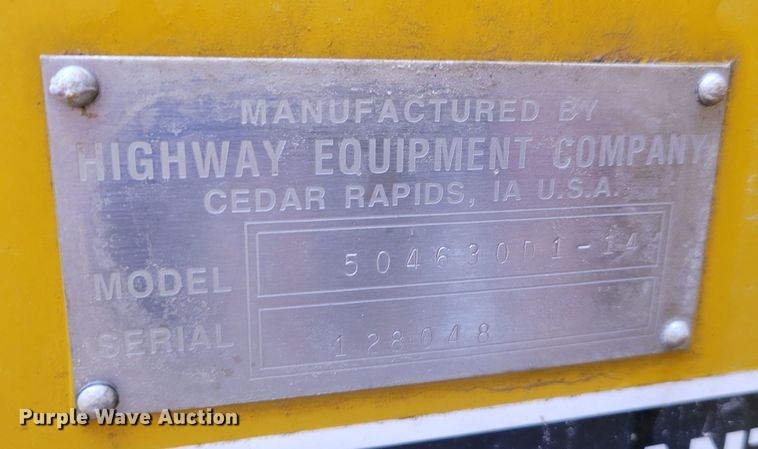 MANUFACTURED BY
HIGHWAY EQUIPMENT COMPANY
CEDAR RAPIDS, IA U.S.A.
MODEL 504630D1-14
SERIAL 128048
Purple Wave Auction